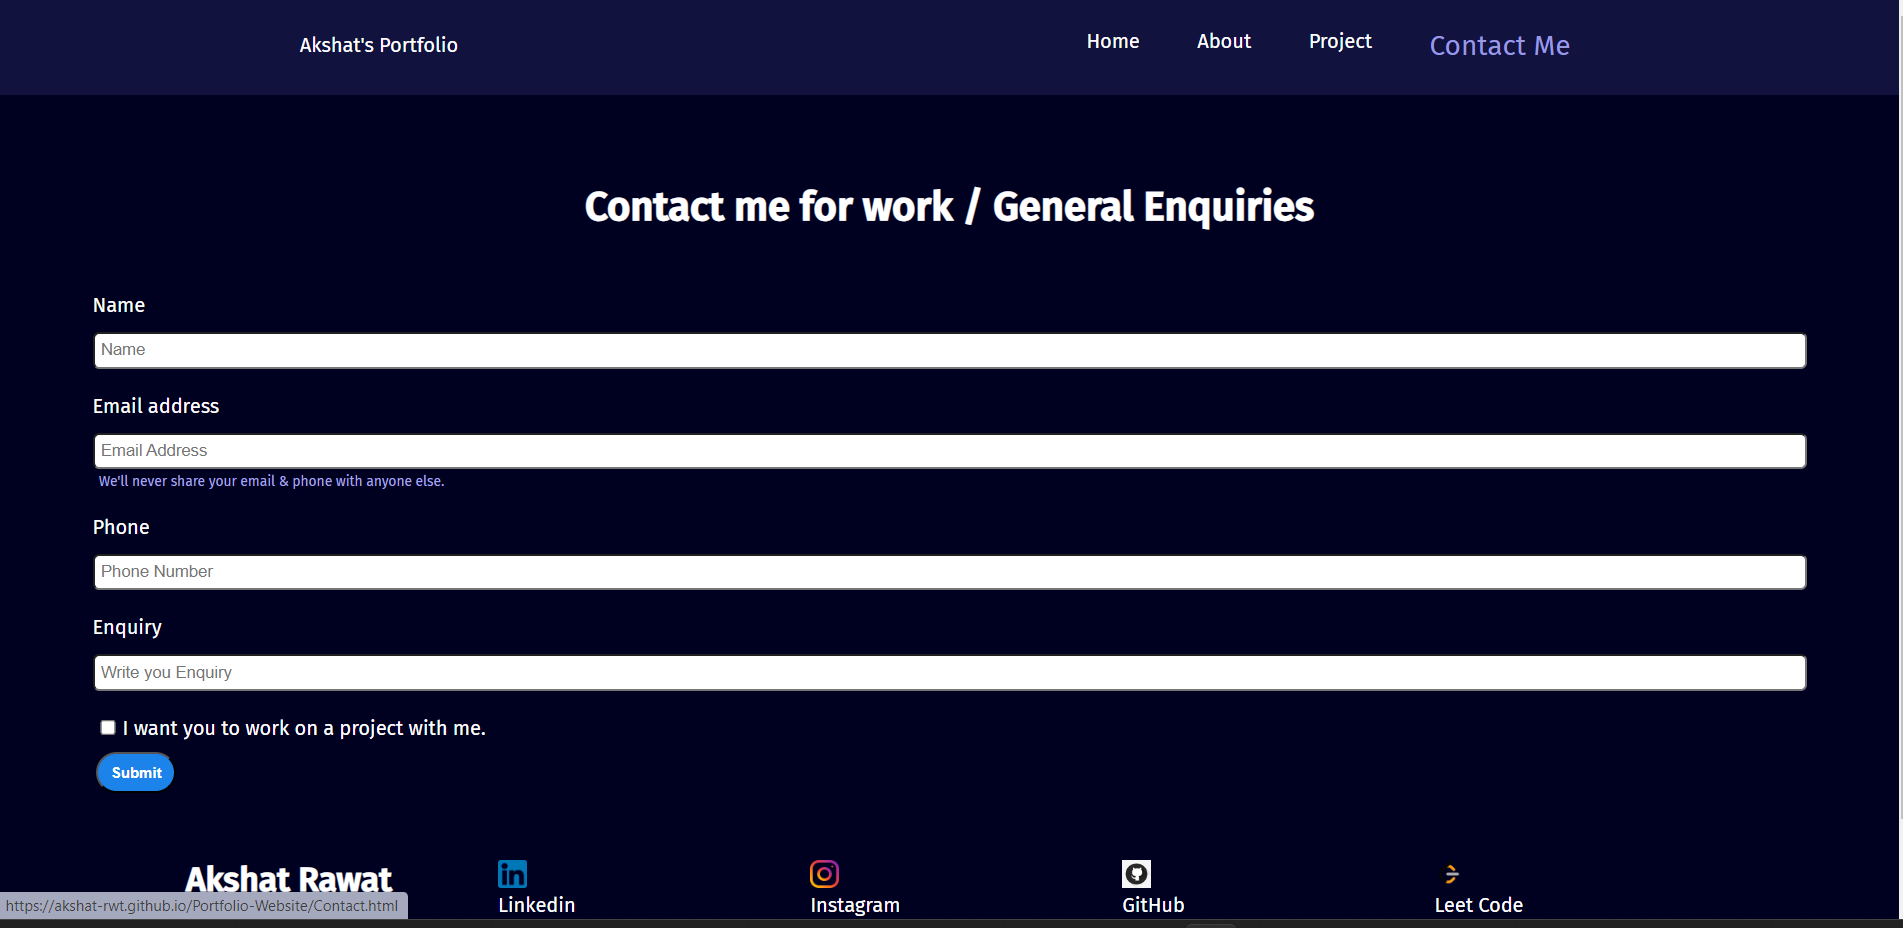 Akshat's Portfolio
Home About Project Contact Me
Contact me for work / General Enquiries
Name
Name
Email address
Email Address
We'll never share your email & phone with anyone else.
Phone
Phone Number
Enquiry
Write you Enquiry
I want you to work on a project with me.
Submit
Akshat Rawat
in
Linkedin
Instagram
GitHub
Leet Code
https://akshat-rwt.github.io/Portfolio-Website/Contact.html